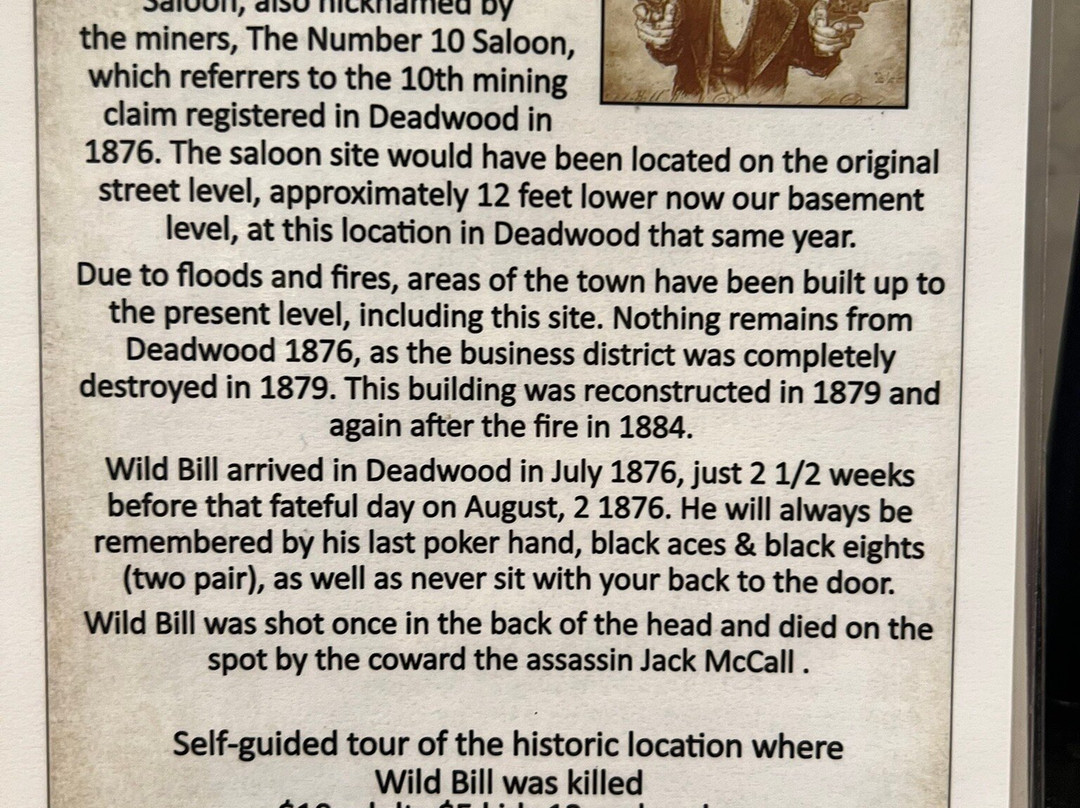 Saloon, also nicknamed by
the miners, The Number 10 Saloon,
which referrers to the 10th mining
claim registered in Deadwood in
1876. The saloon site would have been located on the original
street level, approximately 12 feet lower now our basement
level, at this location in Deadwood that same year.
Due to floods and fires, areas of the town have been built up to
the present level, including this site. Nothing remains from
Deadwood 1876, as the business district was completely
destroyed in 1879. This building was reconstructed in 1879 and
again after the fire in 1884.
Wild Bill arrived in Deadwood in July 1876, just 2 1/2 weeks
before that fateful day on August, 2 1876. He will always be
remembered by his last poker hand, black aces & black eights
(two pair), as well as never sit with your back to the door.
Wild Bill was shot once in the back of the head and died on the
spot by the coward the assassin Jack McCall .
Self-guided tour of the historic location where
Wild Bill was killed